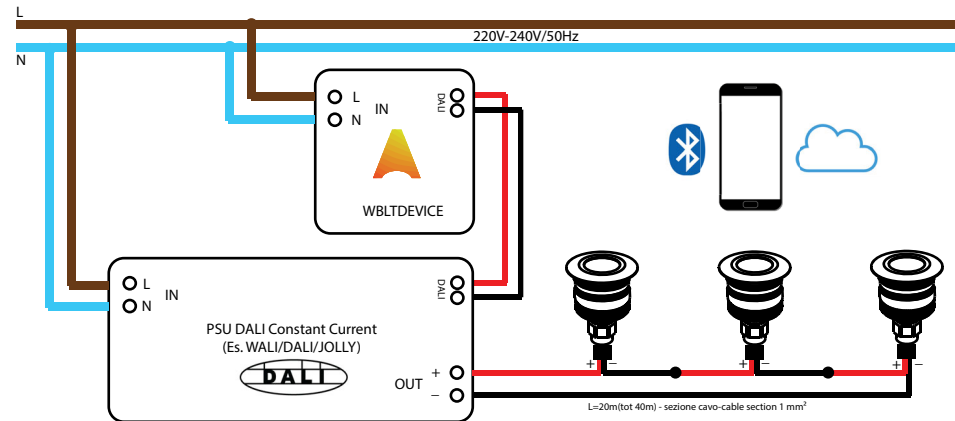 L
220V-240V/50Hz
N
L
IN
N
DALI
WBLTDEVICE
L
IN
N
DALI
PSU DALI Constant Current
(Es. WALI/DALI/JOLLY)
DALI
OUT
+
–
+ –
+ –
+ –
L=20m(tot 40m) - sezione cavo-cable section 1 mm²